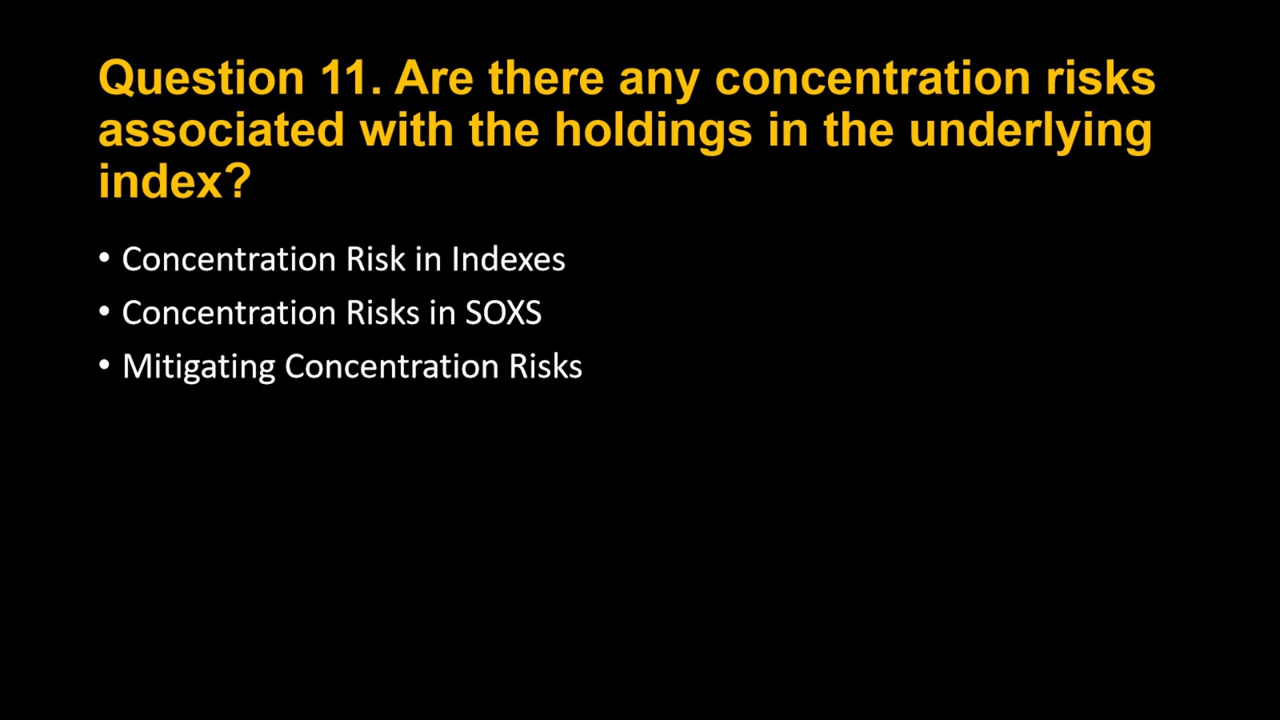 Question 11. Are there any concentration risks
associated with the holdings in the underlying
index?
• Concentration Risk in Indexes
• Concentration Risks in SOXS
• Mitigating Concentration Risks